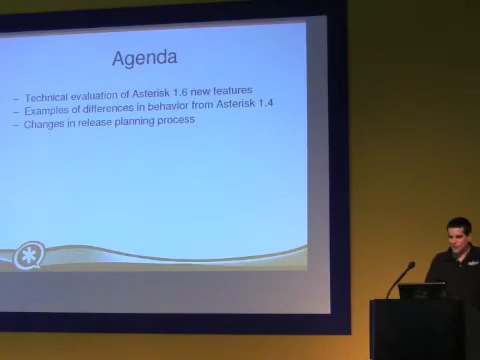 Agenda
– Technical evaluation of Asterisk 1.6 new features
– Examples of differences in behavior from Asterisk 1.4
– Changes in release planning process